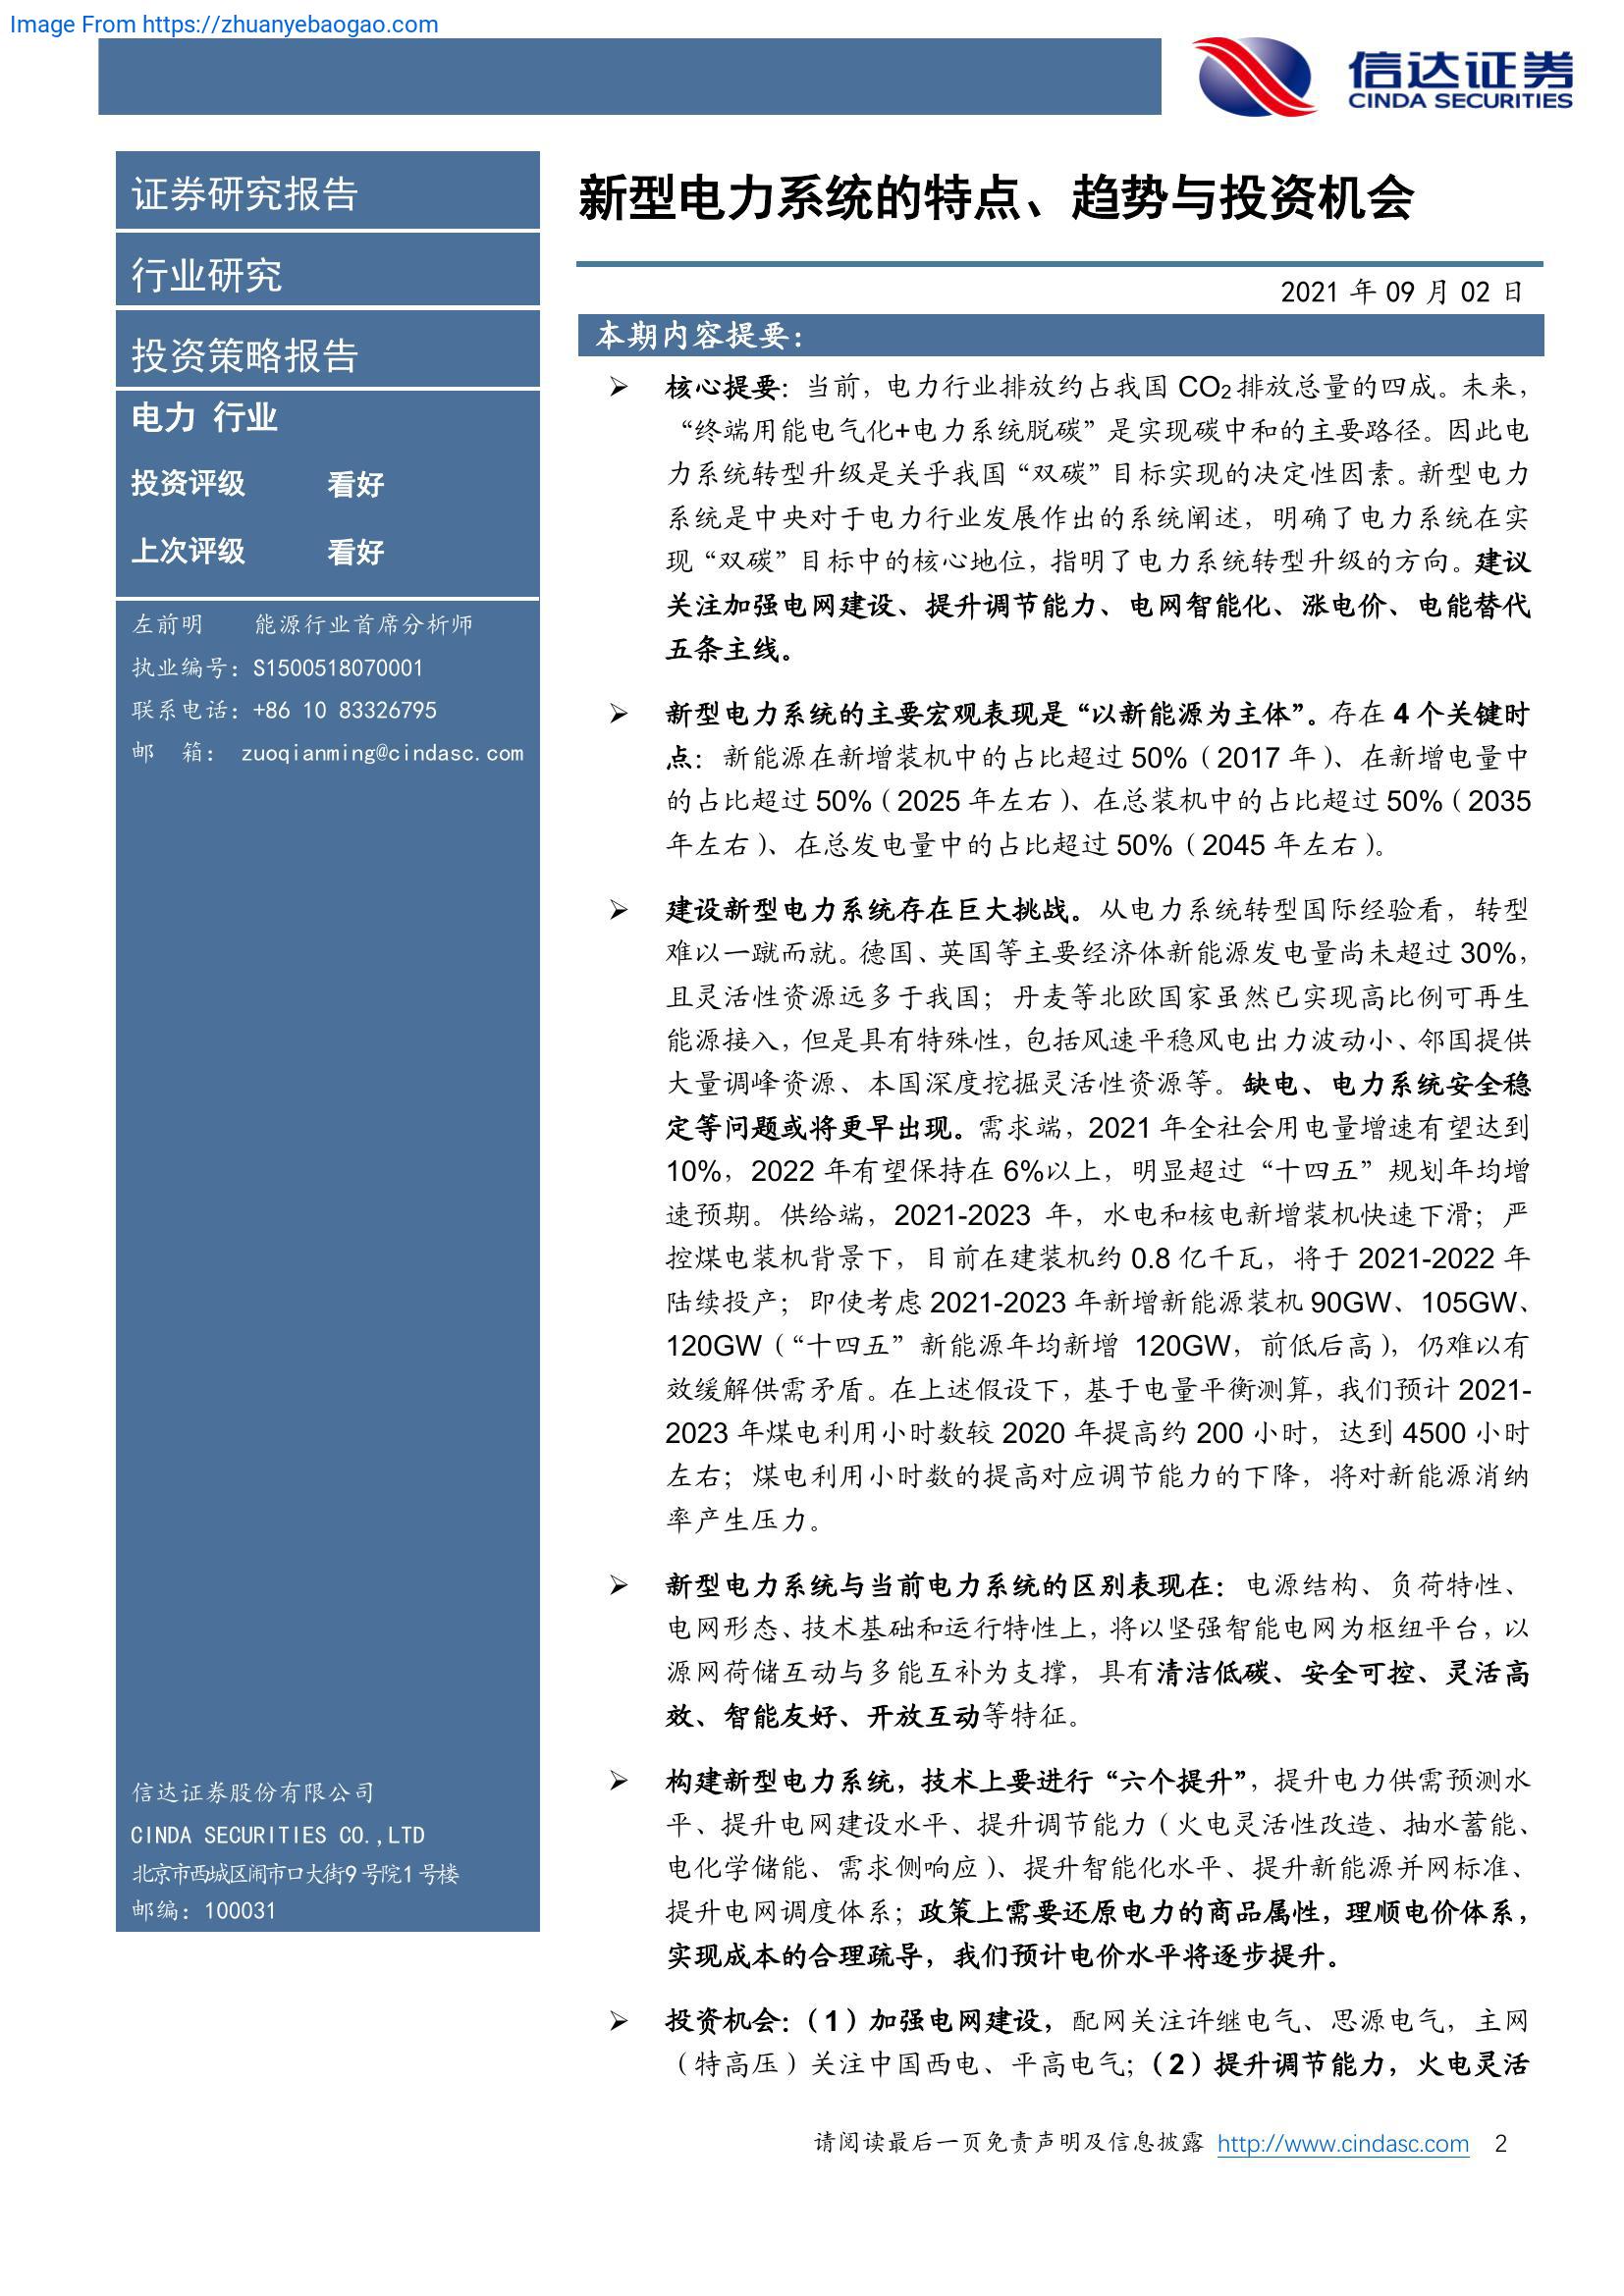 Image From https://zhuanyebaogao.com
信达证券
CINDA SECURITIES
证券研究报告
行业研究
投资策略报告
电力 行业
投资评级 看好
上次评级 看好
左前明 能源行业首席分析师
执业编号：S1500518070001
联系电话：+86 10 83326795
邮 箱： zuoqianming@cindasc.com
信达证券股份有限公司
CINDA SECURITIES CO.,LTD
北京市西城区闹市口大街9号院1号楼
邮编：100031
新型电力系统的特点、趋势与投资机会
2021 年 09 月 02 日
本期内容提要：
➢ 核心提要：当前，电力行业排放约占我国 CO2排放总量的四成。未来，
“终端用能电气化+电力系统脱碳”是实现碳中和的主要路径。因此电
力系统转型升级是关乎我国“双碳”目标实现的决定性因素。新型电力
系统是中央对于电力行业发展作出的系统阐述，明确了电力系统在实
现“双碳”目标中的核心地位，指明了电力系统转型升级的方向。建议
关注加强电网建设、提升调节能力、电网智能化、涨电价、电能替代
五条主线。
➢ 新型电力系统的主要宏观表现是“以新能源为主体”。存在 4 个关键时
点：新能源在新增装机中的占比超过 50%（2017 年）、在新增电量中
的占比超过 50%（2025 年左右）、在总装机中的占比超过 50%（2035
年左右）、在总发电量中的占比超过 50%（2045 年左右）。
➢ 建设新型电力系统存在巨大挑战。从电力系统转型国际经验看，转型
难以一蹴而就。德国、英国等主要经济体新能源发电量尚未超过 30%，
且灵活性资源远多于我国；丹麦等北欧国家虽然已实现高比例可再生
能源接入，但是具有特殊性，包括风速平稳风电出力波动小、邻国提供
大量调峰资源、本国深度挖掘灵活性资源等。缺电、电力系统安全稳
定等问题或将更早出现。需求端，2021 年全社会用电量增速有望达到
10%，2022 年有望保持在 6%以上，明显超过“十四五”规划年均增
速预期。供给端，2021-2023 年，水电和核电新增装机快速下滑；严
控煤电装机背景下，目前在建装机约 0.8 亿千瓦，将于 2021-2022 年
陆续投产；即使考虑 2021-2023 年新增新能源装机 90GW、105GW、
120GW（“十四五”新能源年均新增 120GW，前低后高），仍难以有
效缓解供需矛盾。在上述假设下，基于电量平衡测算，我们预计 2021-
2023 年煤电利用小时数较 2020 年提高约 200 小时，达到 4500 小时
左右；煤电利用小时数的提高对应调节能力的下降，将对新能源消纳
率产生压力。
➢ 新型电力系统与当前电力系统的区别表现在：电源结构、负荷特性、
电网形态、技术基础和运行特性上，将以坚强智能电网为枢纽平台，以
源网荷储互动与多能互补为支撑，具有清洁低碳、安全可控、灵活高
效、智能友好、开放互动等特征。
➢ 构建新型电力系统，技术上要进行“六个提升”，提升电力供需预测水
平、提升电网建设水平、提升调节能力（火电灵活性改造、抽水蓄能、
电化学储能、需求侧响应）、提升智能化水平、提升新能源并网标准、
提升电网调度体系；政策上需要还原电力的商品属性，理顺电价体系，
实现成本的合理疏导，我们预计电价水平将逐步提升。
➢ 投资机会：（1）加强电网建设，配网关注许继电气、思源电气，主网
（特高压）关注中国西电、平高电气；（2）提升调节能力，火电灵活
请阅读最后一页免责声明及信息披露 http://www.cindasc.com 2